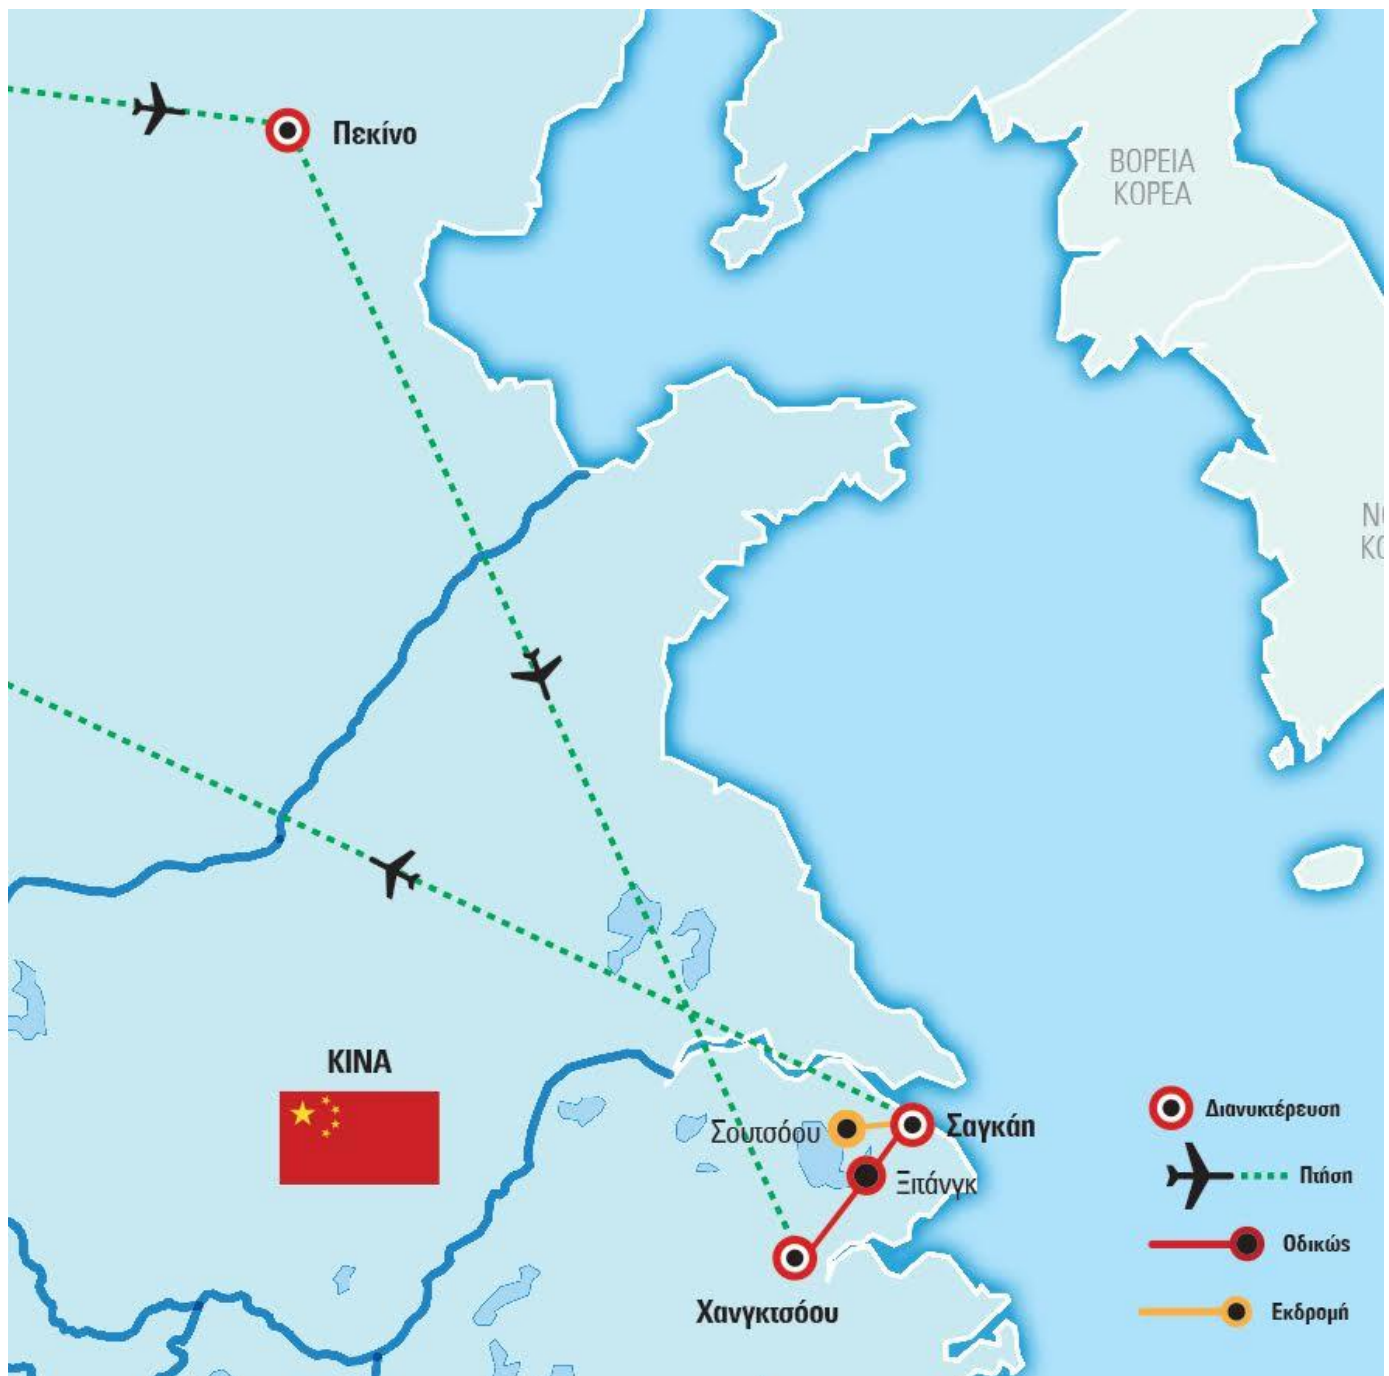 Πεκίνο
ΒΟΡΕΙΑ
ΚΟΡΕΑ
ΚΙΝΑ
Σουτσόου
Σαγκάη
Ξιτάνγκ
Χανγκτσόου
Διανυκτέρευση
Πτήση
Οδικώς
Εκδρομή